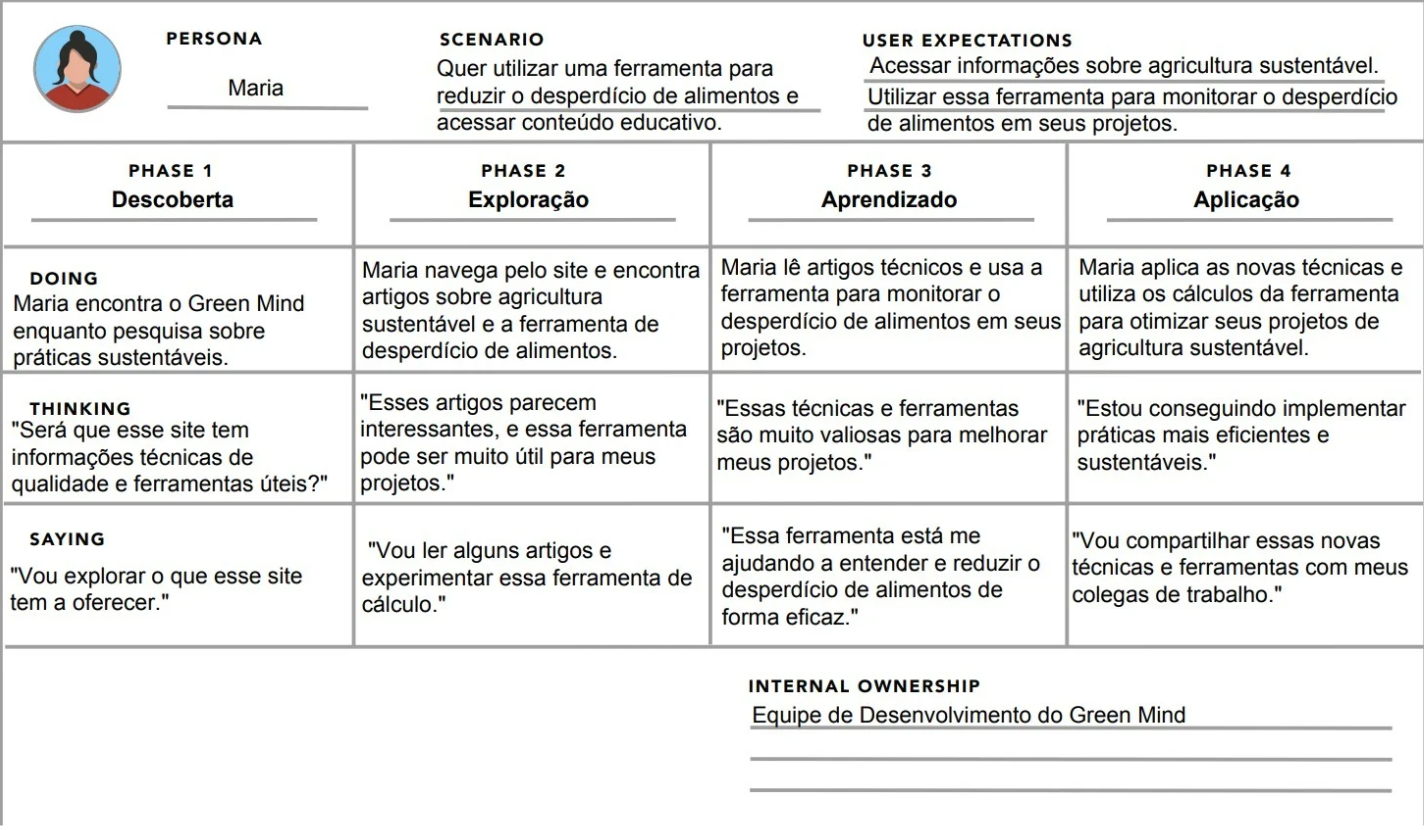 PERSONA
Maria
SCENARIO
Quer utilizar uma ferramenta para
reduzir o desperdício de alimentos e
acessar conteúdo educativo.
USER EXPECTATIONS
Acessar informações sobre agricultura sustentável.
Utilizar essa ferramenta para monitorar o desperdício
de alimentos em seus projetos.
PHASE 1
Descoberta
PHASE 2
Exploração
PHASE 3
Aprendizado
PHASE 4
Aplicação
DOING
Maria encontra o Green Mind
enquanto pesquisa sobre
práticas sustentáveis.
Maria navega pelo site e encontra
artigos sobre agricultura
sustentável e a ferramenta de
desperdício de alimentos.
Maria lê artigos técnicos e usa a
ferramenta para monitorar o
desperdício de alimentos em seus
projetos.
Maria aplica as novas técnicas e
utiliza os cálculos da ferramenta
para otimizar seus projetos de
agricultura sustentável.
THINKING
"Será que esse site tem
informações técnicas de
qualidade e ferramentas úteis?"
"Esses artigos parecem
interessantes, e essa ferramenta
pode ser muito útil para meus
projetos."
"Essas técnicas e ferramentas
são muito valiosas para melhorar
meus projetos."
"Estou conseguindo implementar
práticas mais eficientes e
sustentáveis."
SAYING
"Vou explorar o que esse site
tem a oferecer."
"Vou ler alguns artigos e
experimentar essa ferramenta de
cálculo."
"Essa ferramenta está me
ajudando a entender e reduzir o
desperdício de alimentos de
forma eficaz."
"Vou compartilhar essas novas
técnicas e ferramentas com meus
colegas de trabalho."
INTERNAL OWNERSHIP
Equipe de Desenvolvimento do Green Mind